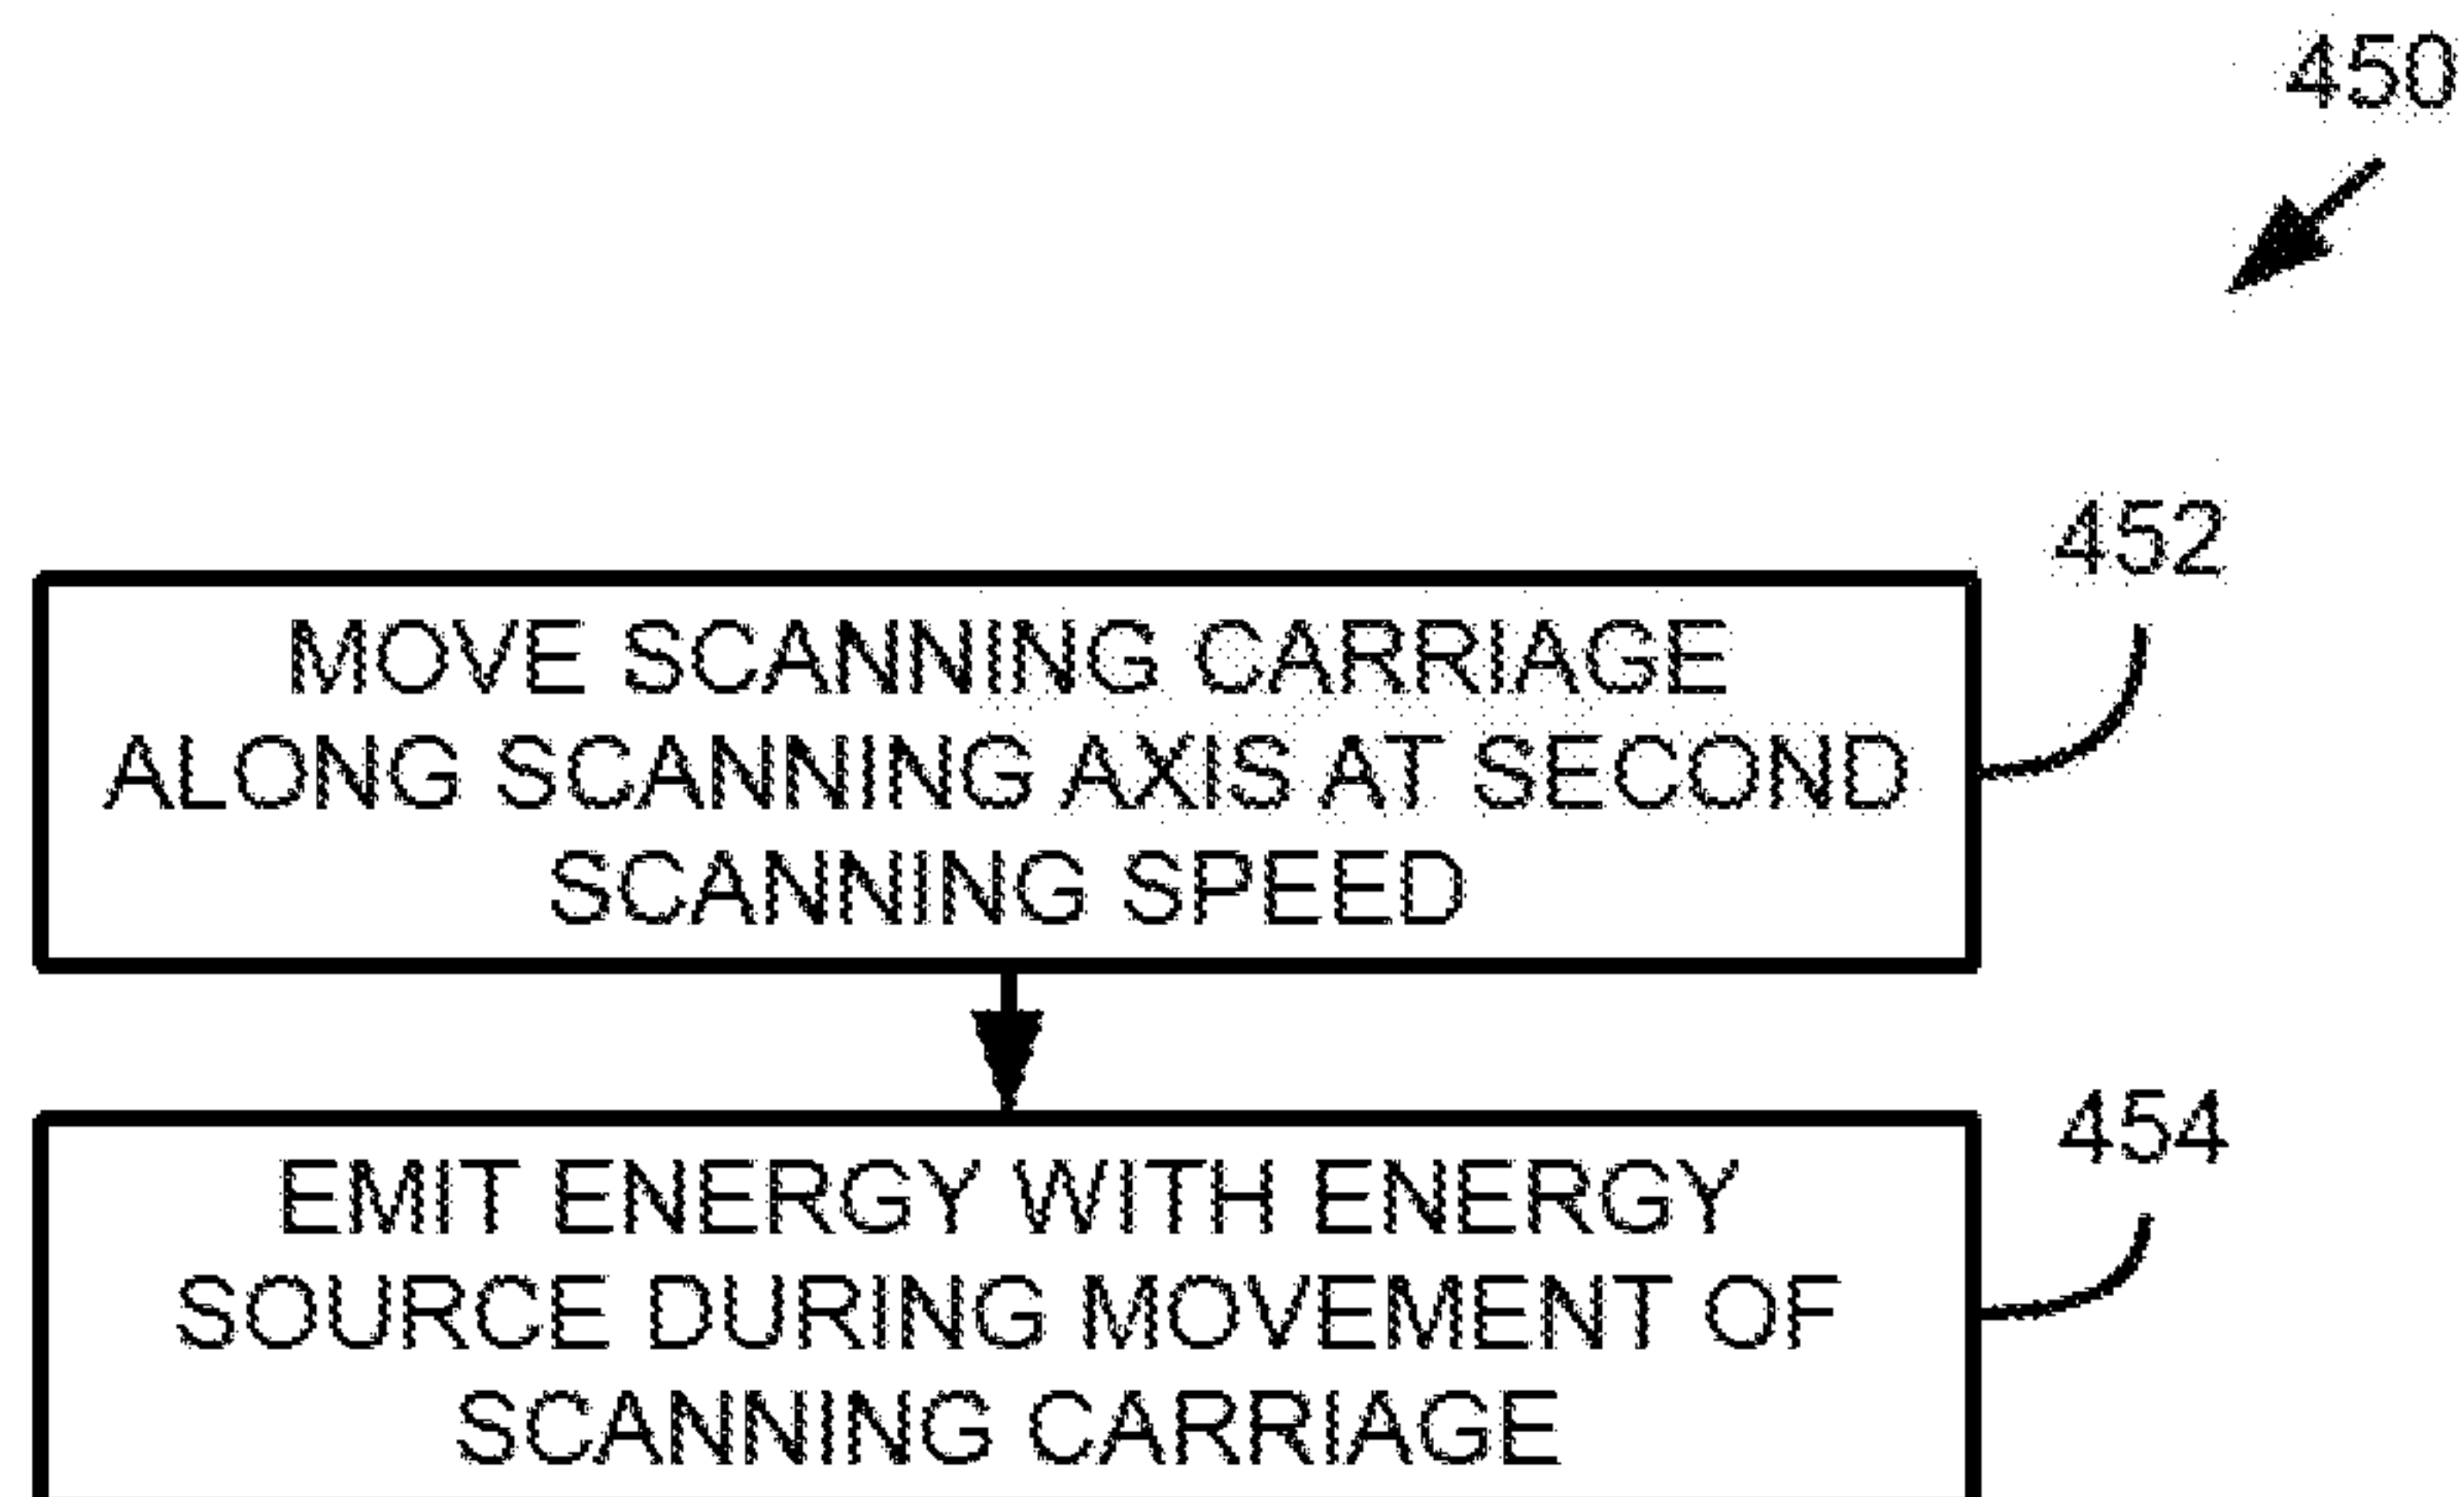 450
452
MOVE SCANNING CARRIAGE
ALONG SCANNING AXIS AT SECOND
SCANNING SPEED
454
EMIT ENERGY WITH ENERGY
SOURCE DURING MOVEMENT OF
SCANNING CARRIAGE